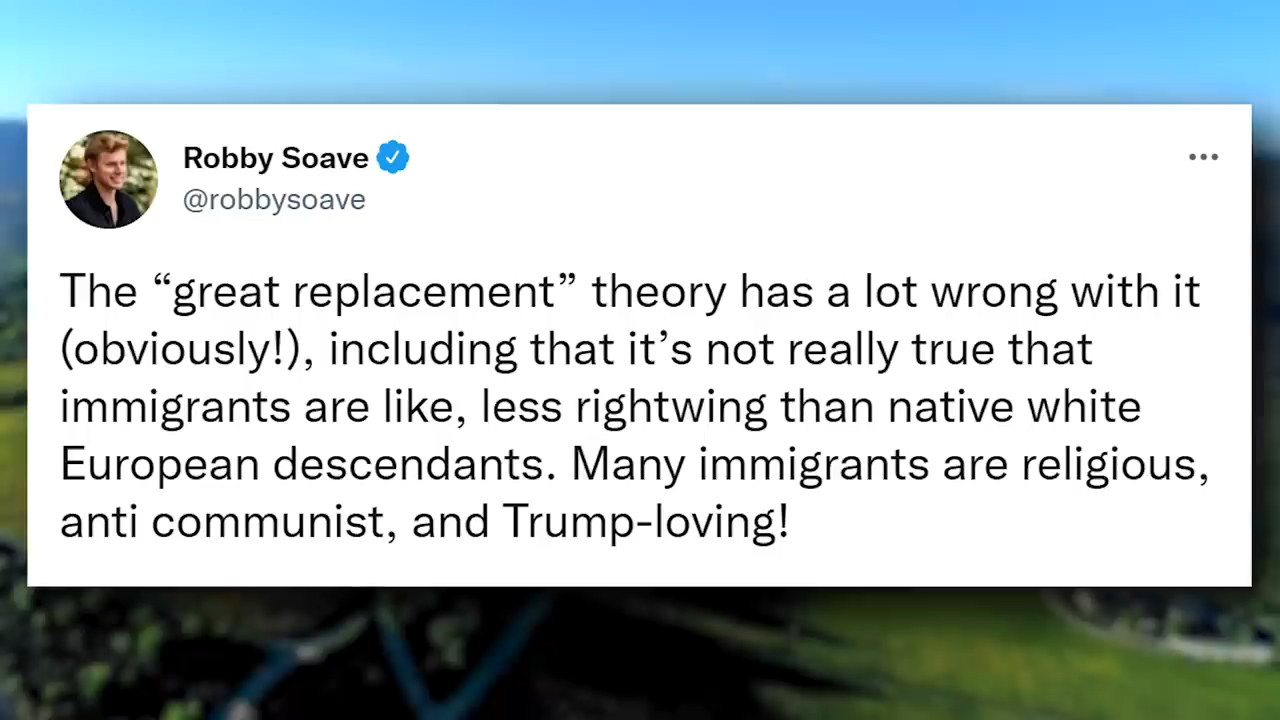 Robby Soave
@robbysoave
The “great replacement” theory has a lot wrong with it
(obviously!), including that it’s not really true that
immigrants are like, less rightwing than native white
European descendants. Many immigrants are religious,
anti communist, and Trump-loving!